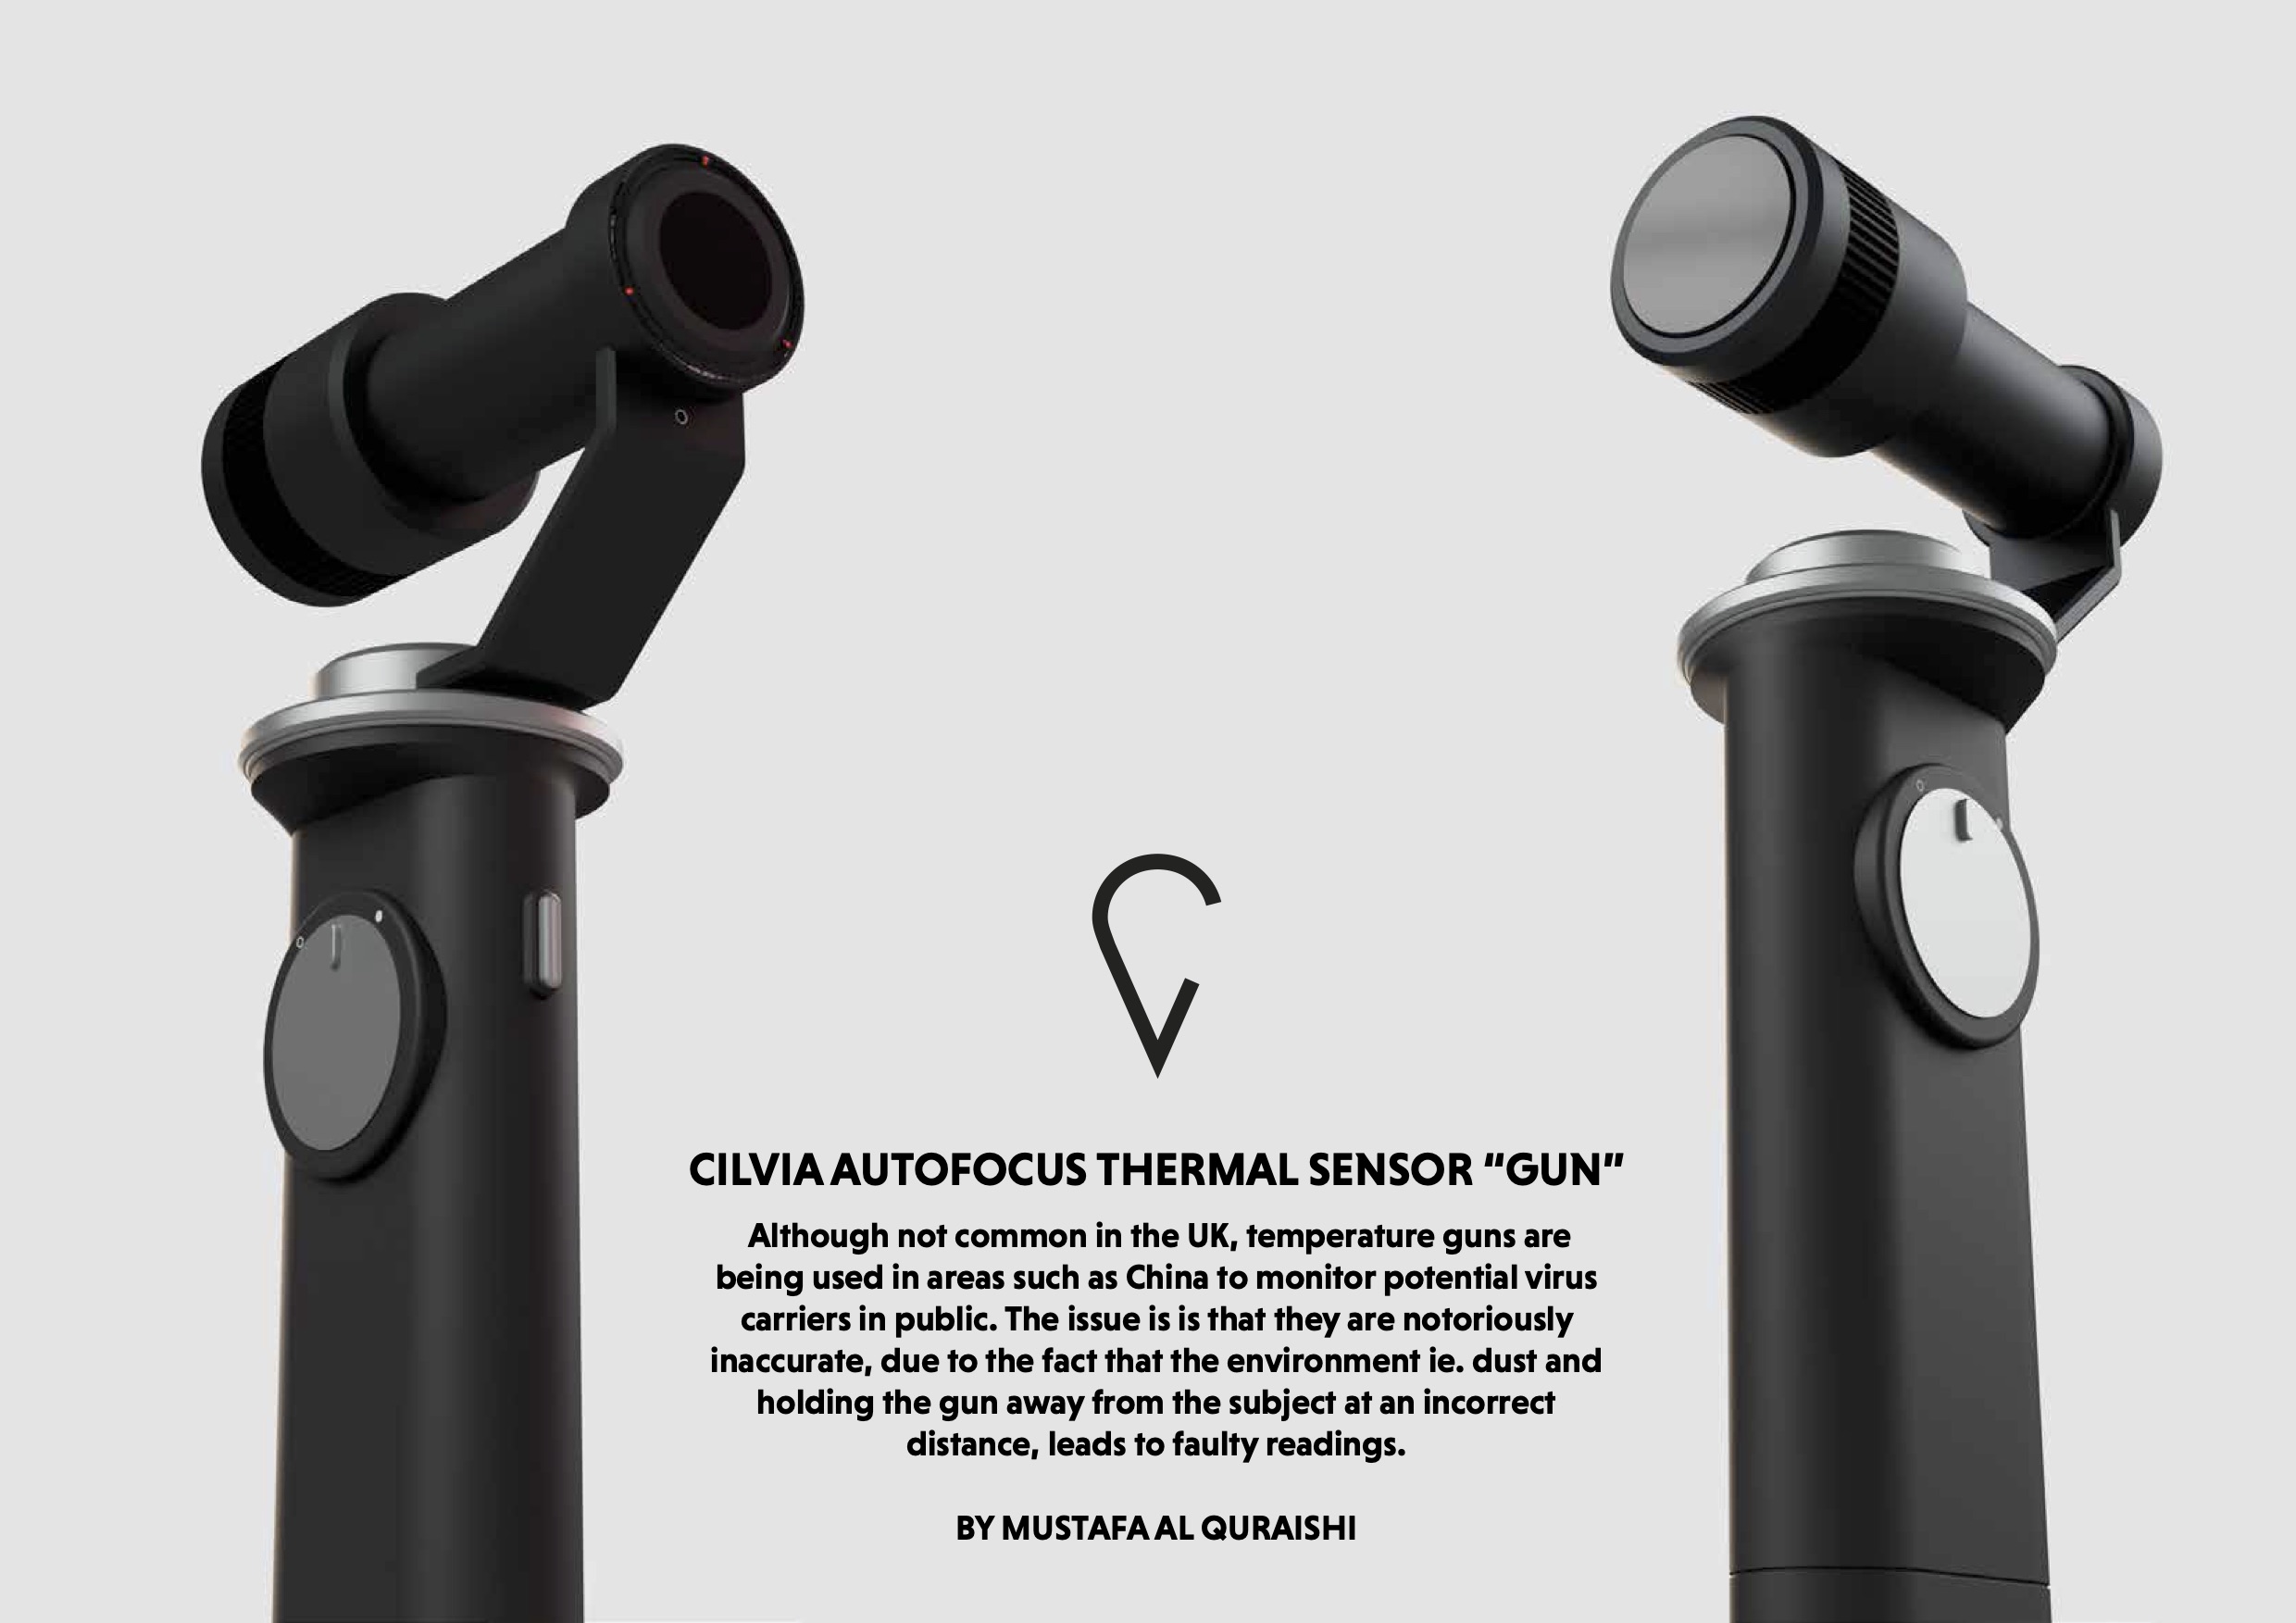 CILVIA AUTOFOCUS THERMAL SENSOR “GUN”
Although not common in the UK, temperature guns are
being used in areas such as China to monitor potential virus
carriers in public. The issue is is that they are notoriously
inaccurate, due to the fact that the environment ie. dust and
holding the gun away from the subject at an incorrect
distance, leads to faulty readings.
BY MUSTAFA AL QURAISHI